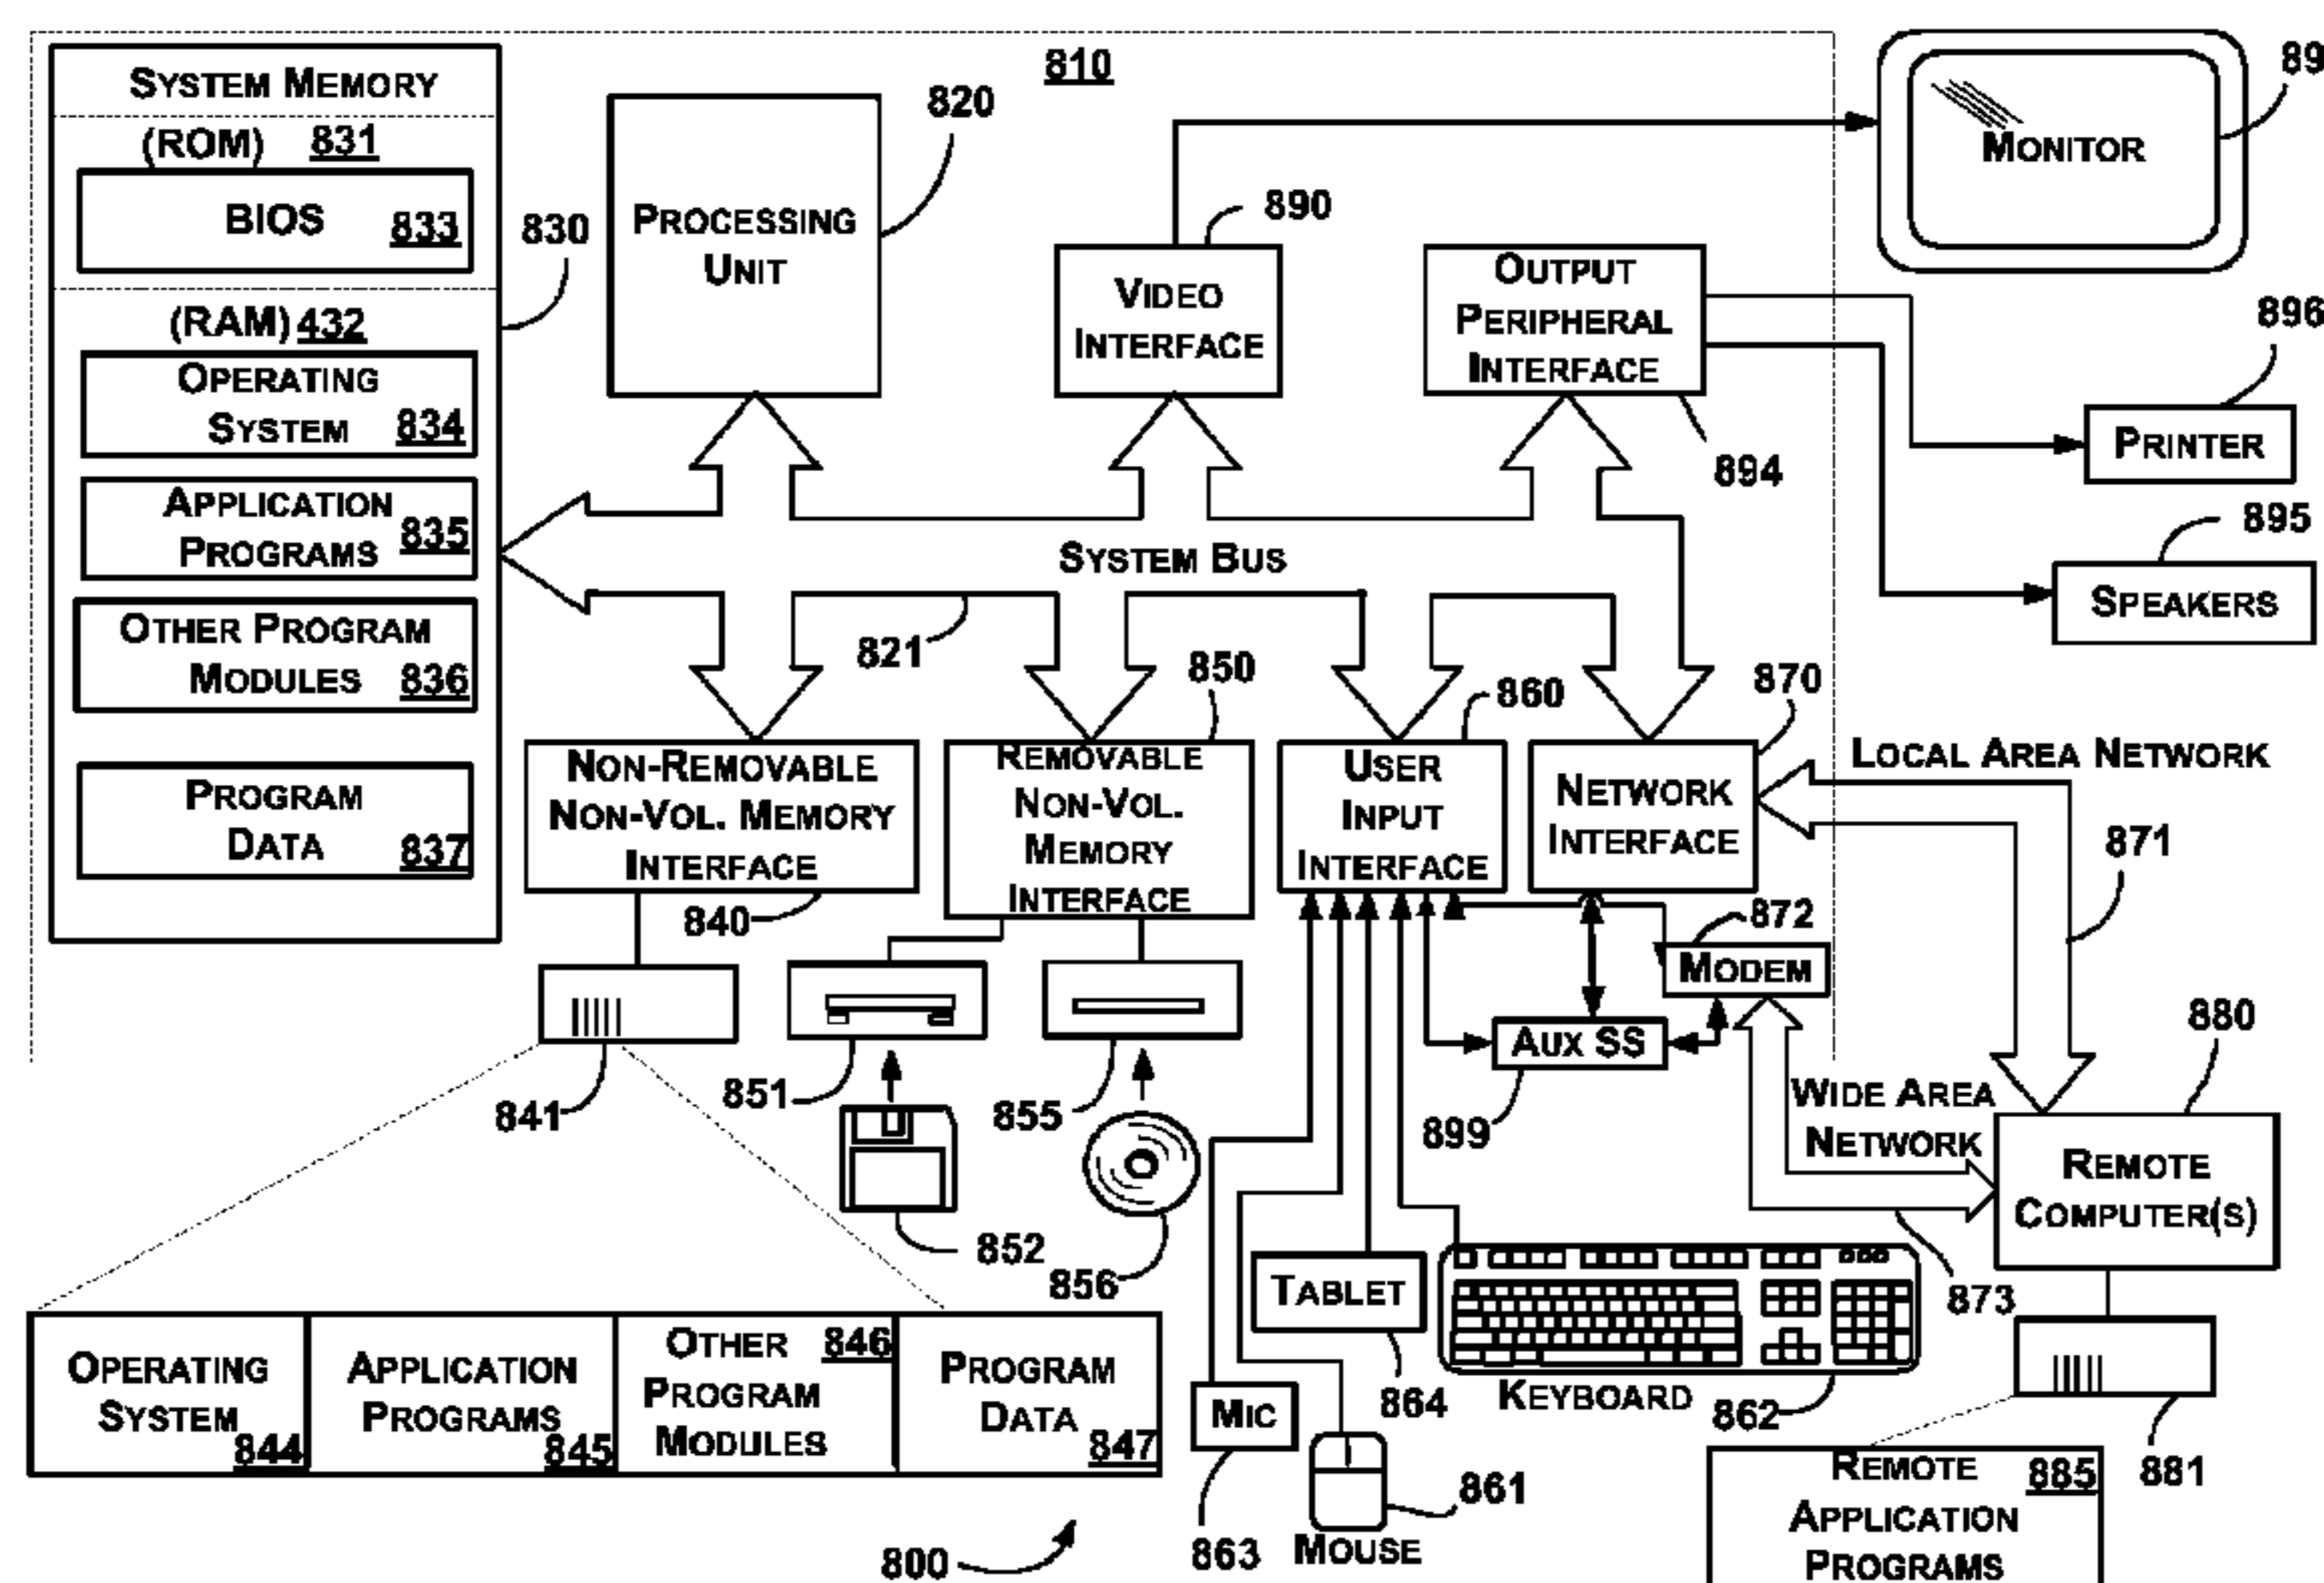 810
SYSTEM MEMORY
(ROM) 831
BIOS 833
830
(RAM) 432
OPERATING
SYSTEM 834
APPLICATION
PROGRAMS 835
OTHER PROGRAM
MODULES 836
PROGRAM
DATA 837
PROCESSING
UNIT
820
VIDEO
INTERFACE
890
OUTPUT
PERIPHERAL
INTERFACE
894
MONITOR
89
896
PRINTER
895
SPEAKERS
SYSTEM BUS
821
NON-REMOVABLE
NON-VOL. MEMORY
INTERFACE
840
850
REMOVABLE
NON-VOL.
MEMORY
INTERFACE
860
USER
INPUT
INTERFACE
870
NETWORK
INTERFACE
LOCAL AREA NETWORK
871
872
MODEM
AUX SS
899
WIDE AREA
NETWORK
873
880
REMOTE
COMPUTER(S)
841
851
852
855
856
OPERATING
SYSTEM
844
APPLICATION
PROGRAMS
845
OTHER 846
PROGRAM
MODULES
PROGRAM
DATA
847
MIC
863
MOUSE
861
TABLET
864
KEYBOARD
862
881
REMOTE 885
APPLICATION
PROGRAMS
800